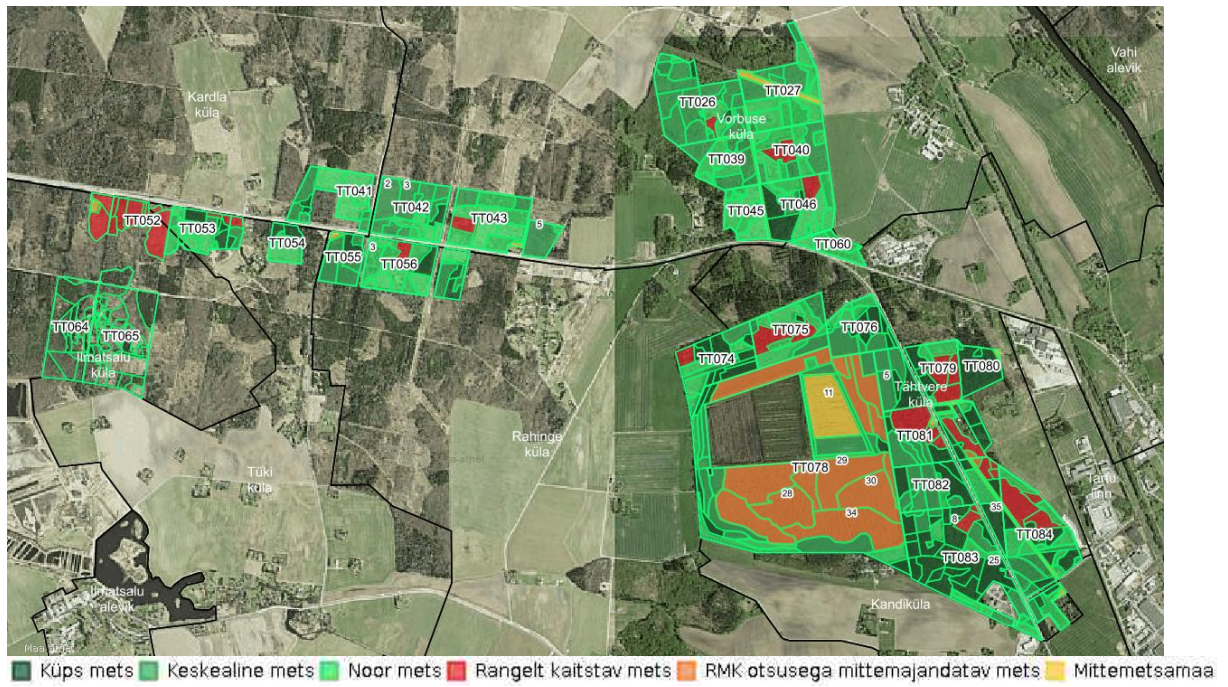 Vahi
alevik
Kardla
küla
TT026
TT027
Vorbuse
küla
TT039
TT040
TT041
2
3
TT042
TT043
5
TT045
TT046
TT052
TT053
TT054
TT055
3
TT056
TT060
TT064
TT065
Ilmatsalu
küla
TT074
TT075
TT076
5
TT079
TT080
Tähtvere
küla
11
TT081
Rahinge
küla
Tüki
küla
TT078
29
30
28
34
TT082
Tartu
linn
35
8
TT084
TT083
25
Kandiküla
Ilmatsalu
alevik
Maa-amet
Küps mets
Keskealine mets
Noor mets
Rangelt kaitstav mets
RMK otsusega mittemajandatav mets
Mittemetsamaa